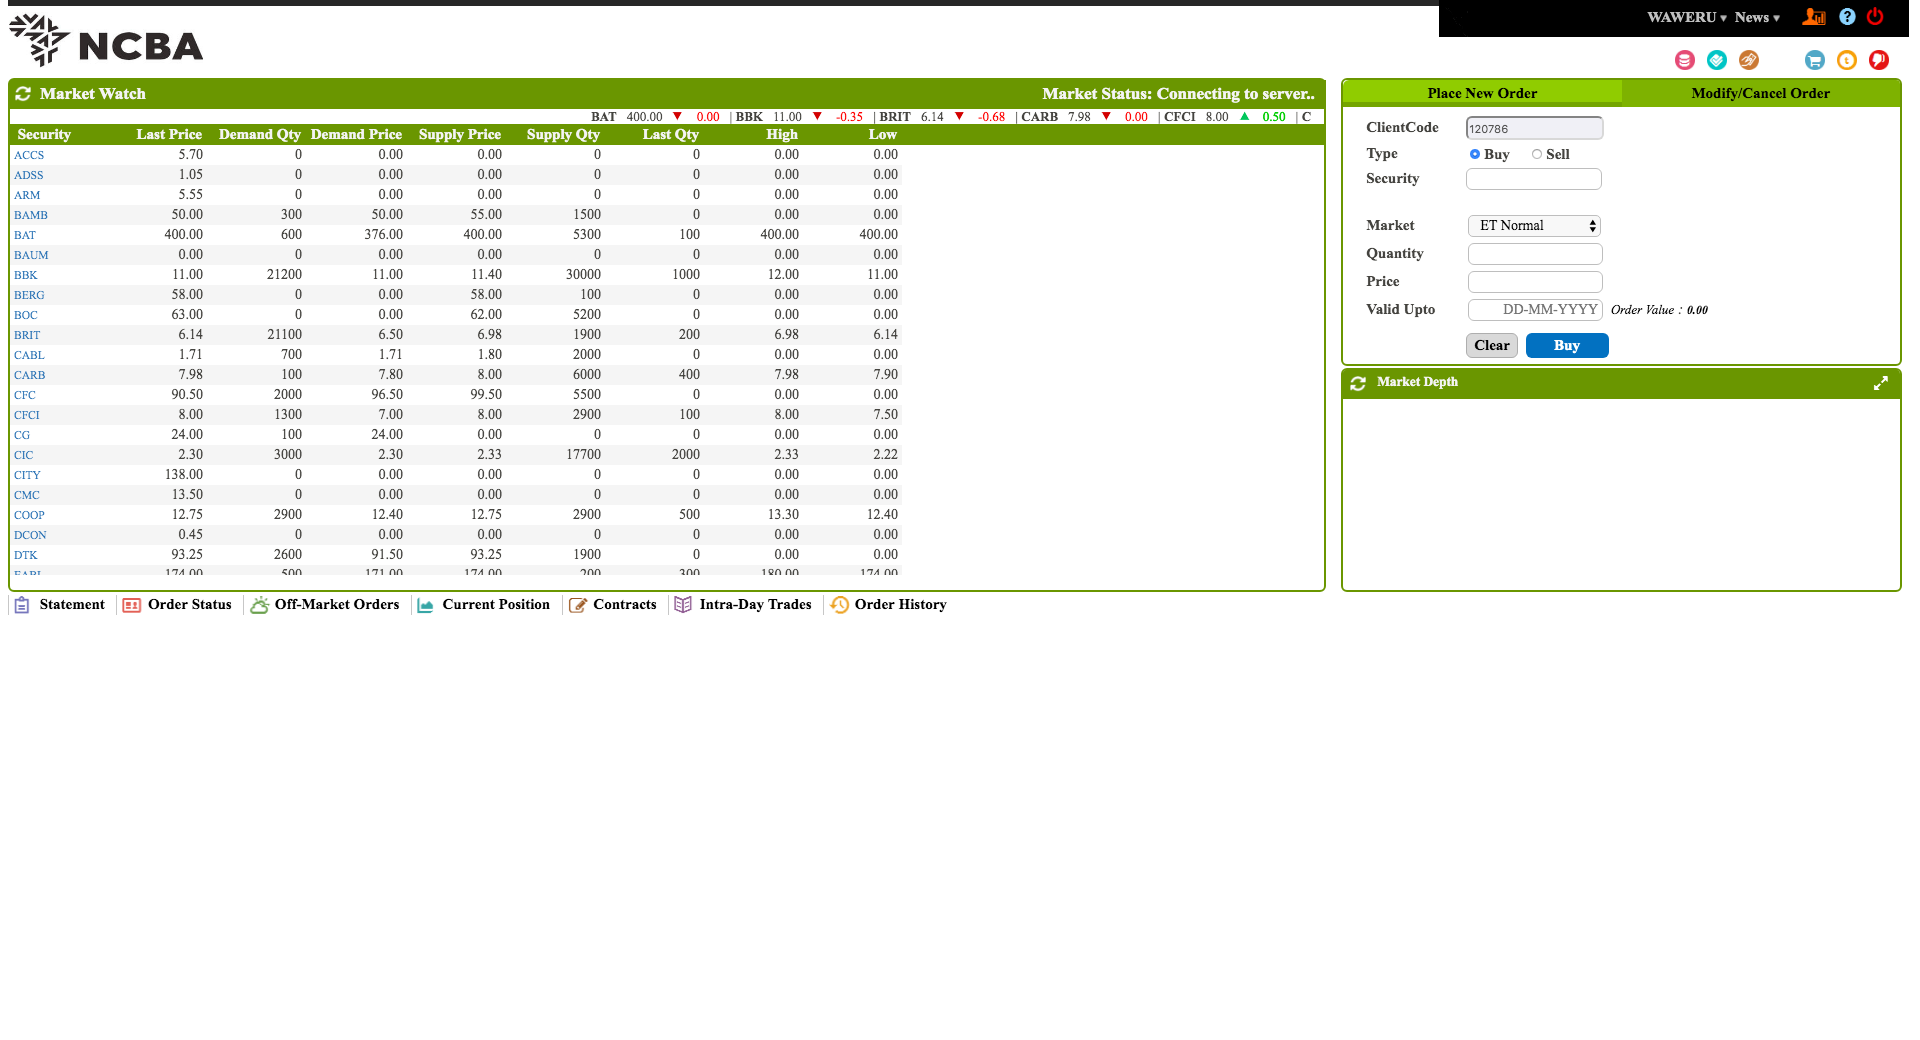 WAWERU ▾ News ▾
NCBA
Market Watch
Market Status: Connecting to server..
BAT 400.00 ▼ 0.00 | BBK 11.00 ▼ -0.35 | BRIT 6.14 ▼ -0.68 | CARB 7.98 ▼ 0.00 | CFCI 8.00 ▲ 0.50 | C
Security Last Price Demand Qty Demand Price Supply Price Supply Qty Last Qty High Low
ACCS 5.70 0 0.00 0.00 0 0 0.00 0.00
ADSS 1.05 0 0.00 0.00 0 0 0.00 0.00
ARM 5.55 0 0.00 0.00 0 0 0.00 0.00
BAMB 50.00 300 50.00 55.00 1500 0 0.00 0.00
BAT 400.00 600 376.00 400.00 5300 100 400.00 400.00
BAUM 0.00 0 0.00 0.00 0 0 0.00 0.00
BBK 11.00 21200 11.00 11.40 30000 1000 12.00 11.00
BERG 58.00 0 0.00 58.00 100 0 0.00 0.00
BOC 63.00 0 0.00 62.00 5200 0 0.00 0.00
BRIT 6.14 21100 6.50 6.98 1900 200 6.98 6.14
CABL 1.71 700 1.71 1.80 2000 0 0.00 0.00
CARB 7.98 100 7.80 8.00 6000 400 7.98 7.90
CFC 90.50 2000 96.50 99.50 5500 0 0.00 0.00
CFCI 8.00 1300 7.00 8.00 2900 100 8.00 7.50
CG 24.00 100 24.00 0.00 0 0 0.00 0.00
CIC 2.30 3000 2.30 2.33 17700 2000 2.33 2.22
CITY 138.00 0 0.00 0.00 0 0 0.00 0.00
CMC 13.50 0 0.00 0.00 0 0 0.00 0.00
COOP 12.75 2900 12.40 12.75 2900 500 13.30 12.40
DCON 0.45 0 0.00 0.00 0 0 0.00 0.00
DTK 93.25 2600 91.50 93.25 1900 0 0.00 0.00
EABL 174.00 500 171.00 174.00 200 300 180.00 174.00
Statement Order Status Off-Market Orders Current Position Contracts Intra-Day Trades Order History
Place New Order Modify/Cancel Order
ClientCode 120786
Type Buy Sell
Security
Market ET Normal
Quantity
Price
Valid Upto DD-MM-YYYY Order Value : 0.00
Clear Buy
Market Depth